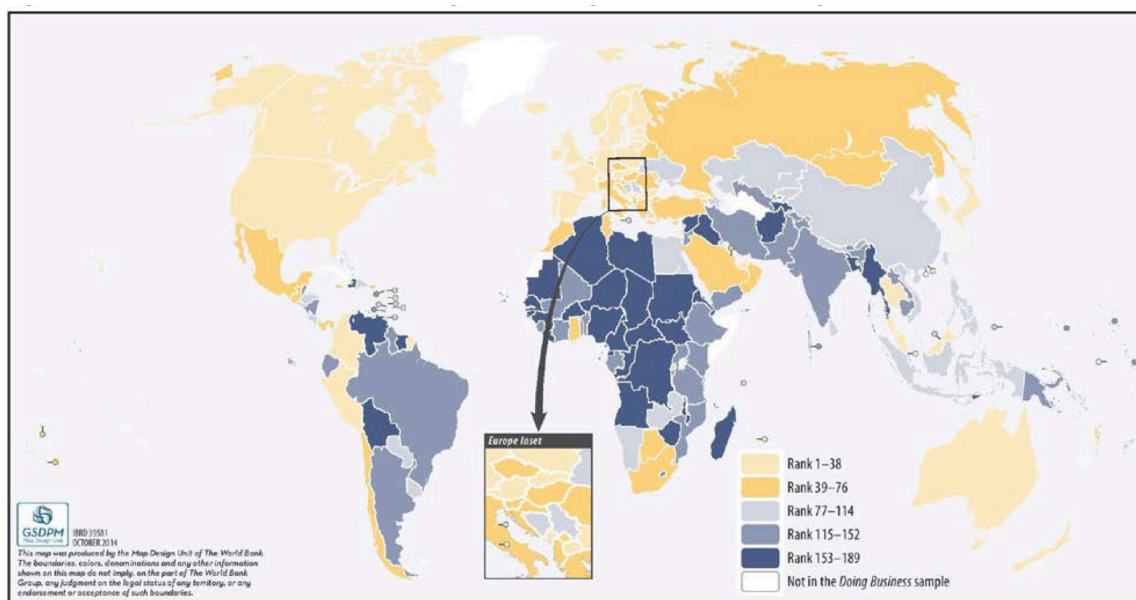 Europe Inset
Rank 1–38
Rank 39–76
Rank 77–114
Rank 115–152
Rank 153–189
Not in the Doing Business sample
GSDPM
Map Design Unit
IBRD 39581
OCTOBER 2014
This map was produced by the Map Design Unit of The World Bank.
The boundaries, colors, denominations and any other information
shown on this map do not imply, on the part of The World Bank
Group, any judgment on the legal status of any territory, or any
endorsement or acceptance of such boundaries.